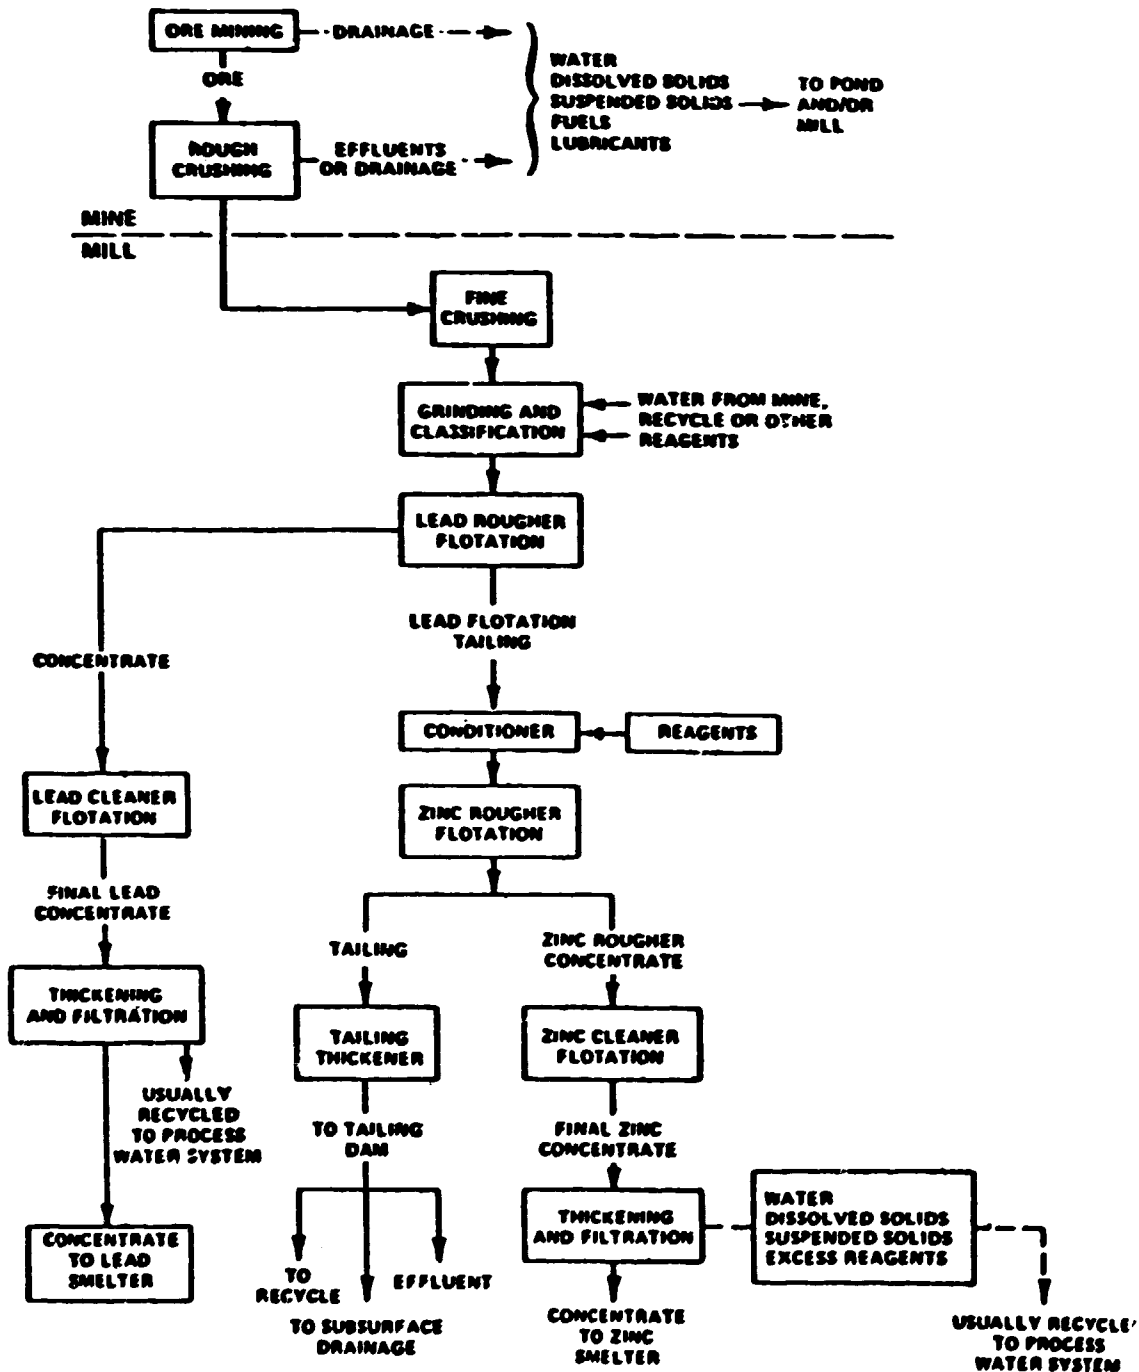 ORE MINING
DRAINAGE
ORE
WATER
DISSOLVED SOLIDS
SUSPENDED SOLIDS
FUELS
LUBRICANTS
TO POND
AND/OR
MILL
ROUGH
CRUSHING
EFFLUENTS
OR DRAINAGE
MINE
MILL
FINE
CRUSHING
GRINDING AND
CLASSIFICATION
WATER FROM MINE,
RECYCLE OR OTHER
REAGENTS
LEAD ROUGHER
FLOTATION
LEAD FLOTATION
TAILING
CONCENTRATE
CONDITIONER
REAGENTS
LEAD CLEANER
FLOTATION
ZINC ROUGHER
FLOTATION
FINAL LEAD
CONCENTRATE
TAILING
ZINC ROUGHER
CONCENTRATE
THICKENING
AND FILTRATION
TAILING
THICKENER
ZINC CLEANER
FLOTATION
USUALLY
RECYCLED
TO PROCESS
WATER SYSTEM
TO TAILING
DAM
FINAL ZINC
CONCENTRATE
THICKENING
AND FILTRATION
WATER
DISSOLVED SOLIDS
SUSPENDED SOLIDS
EXCESS REAGENTS
CONCENTRATE
TO LEAD
SMELTER
TO
RECYCLE
EFFLUENT
TO SUBSURFACE
DRAINAGE
CONCENTRATE
TO ZINC
SMELTER
USUALLY RECYCLE'
TO PROCESS
WATER SYSTEM